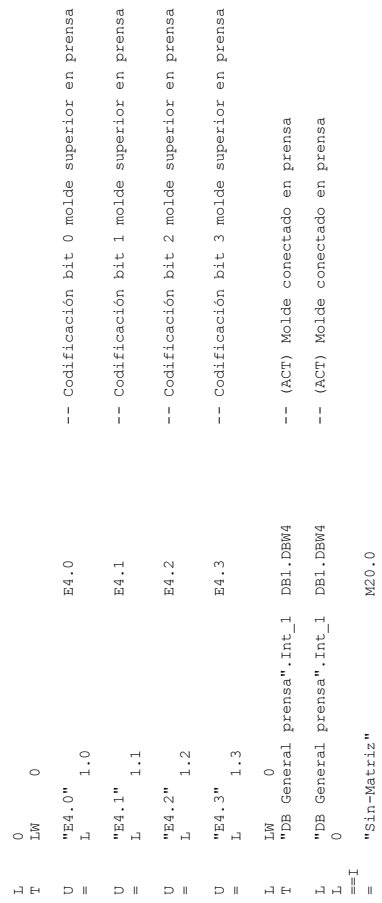 L 0
T LW 0
U "E4.0" E4.0 -- Codificación bit 0 molde superior en prensa
= L 1.0
U "E4.1" E4.1 -- Codificación bit 1 molde superior en prensa
= L 1.1
U "E4.2" E4.2 -- Codificación bit 2 molde superior en prensa
= L 1.2
U "E4.3" E4.3 -- Codificación bit 3 molde superior en prensa
= L 1.3
L LW 0
T "DB General prensa".Int_1 DB1.DBW4 -- (ACT) Molde conectado en prensa
L "DB General prensa".Int_1 DB1.DBW4 -- (ACT) Molde conectado en prensa
L 0
==I
= "Sin-Matriz" M20.0